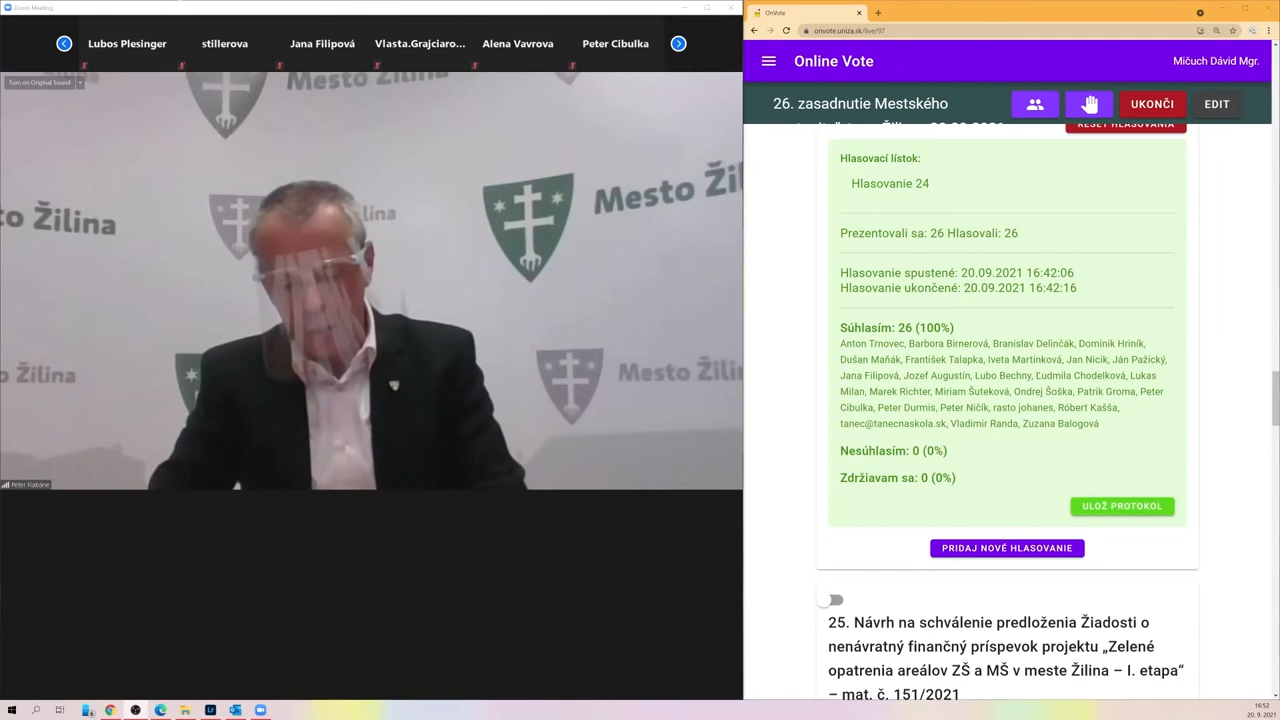 Zoom Meeting
Lubos Plesinger
stillerova
Jana Filipová
Vlasta.Grajciaro...
Alena Vavrova
Peter Cibulka
Turn on Original Sound
Mesto Žilina
Mesto Žil
to Žilina
lina
Žilina
Mesto Žili
Peter Fiabáne
OnVote
onvote.uniza.sk/live/97
Online Vote
Mičuch Dávid Mgr.
26. zasadnutie Mestského
UKONČI
EDIT
RESET HLASOVANIA
Hlasovací lístok:
Hlasovanie 24
Prezentovali sa: 26 Hlasovali: 26
Hlasovanie spustené: 20.09.2021 16:42:06
Hlasovanie ukončené: 20.09.2021 16:42:16
Súhlasím: 26 (100%)
Anton Trnovec, Barbora Birnerová, Branislav Delinčák, Dominik Hriník,
Dušan Maňák, František Talapka, Iveta Martinková, Jan Nicik, Ján Pažický,
Jana Filipová, Jozef Augustín, Lubo Bechny, Ľudmila Chodelková, Lukas
Milan, Marek Richter, Miriam Šuteková, Ondrej Šoška, Patrik Groma, Peter
Cibulka, Peter Durmis, Peter Ničík, rasto johanes, Róbert Kašša,
tanec@tanecnaskola.sk, Vladimir Randa, Zuzana Balogová
Nesúhlasím: 0 (0%)
Zdržiavam sa: 0 (0%)
ULOŽ PROTOKOL
PRIDAJ NOVÉ HLASOVANIE
25. Návrh na schválenie predloženia Žiadosti o
nenávratný finančný príspevok projektu „Zelené
opatrenia areálov ZŠ a MŠ v meste Žilina – I. etapa“
– mat. č. 151/2021
16:52
20. 9. 2021